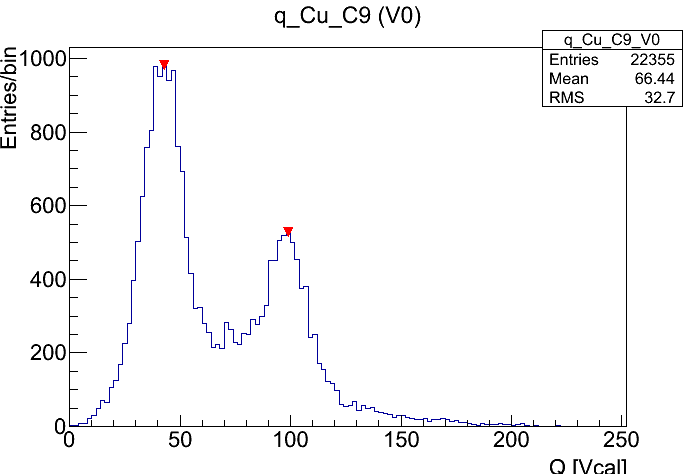 q_Cu_C9 (V0)
q_Cu_C9_V0
Entries 22355
Mean 66.44
RMS 32.7
Entries/bin
1000
800
600
400
200
0
0 50 100 150 200 250
Q [Vcal]